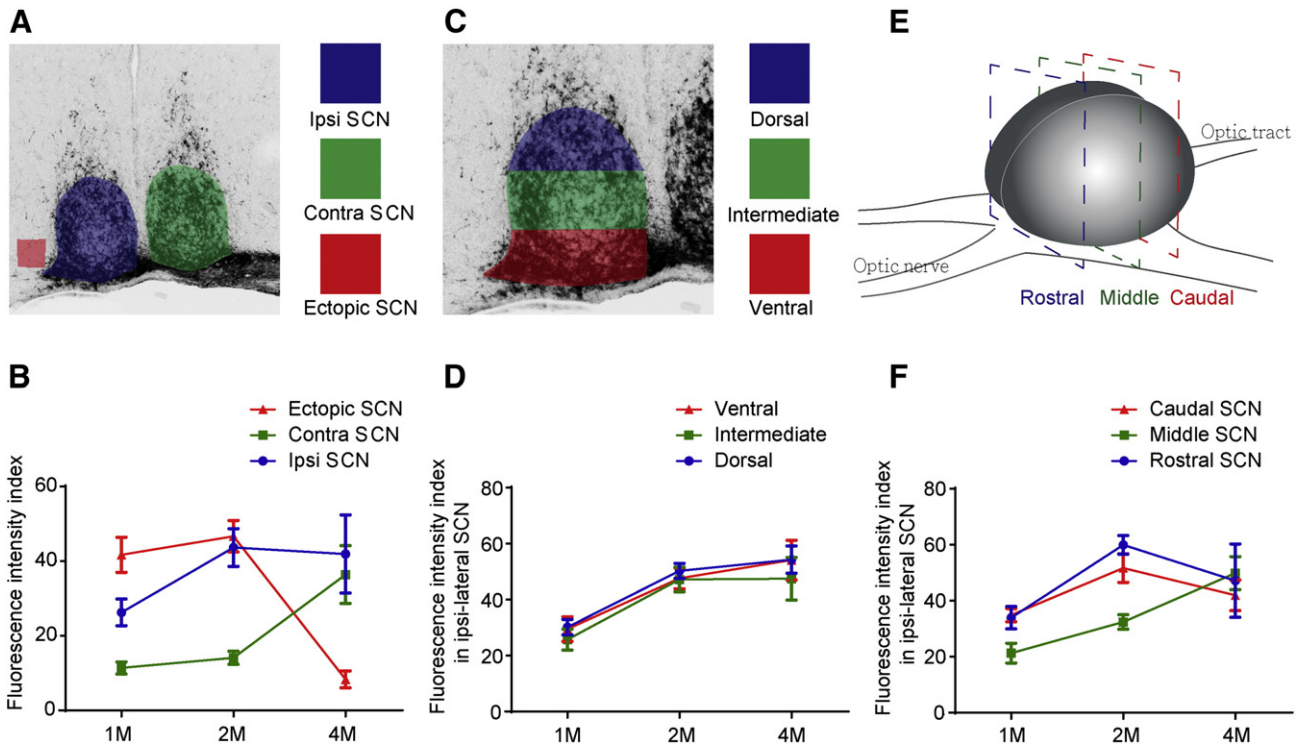 A
Ipsi SCN
Contra SCN
Ectopic SCN
C
Dorsal
Intermediate
Ventral
E
Optic tract
Optic nerve
Rostral
Middle
Caudal
B
Ectopic SCN
Contra SCN
Ipsi SCN
Fluorescence intensity index
60
40
20
0
1M
2M
4M
D
Ventral
Intermediate
Dorsal
Fluorescence intensity index
in ipsi-lateral SCN
80
60
40
20
0
1M
2M
4M
F
Caudal SCN
Middle SCN
Rostral SCN
Fluorescence intensity index
in ipsi-lateral SCN
80
60
40
20
0
1M
2M
4M